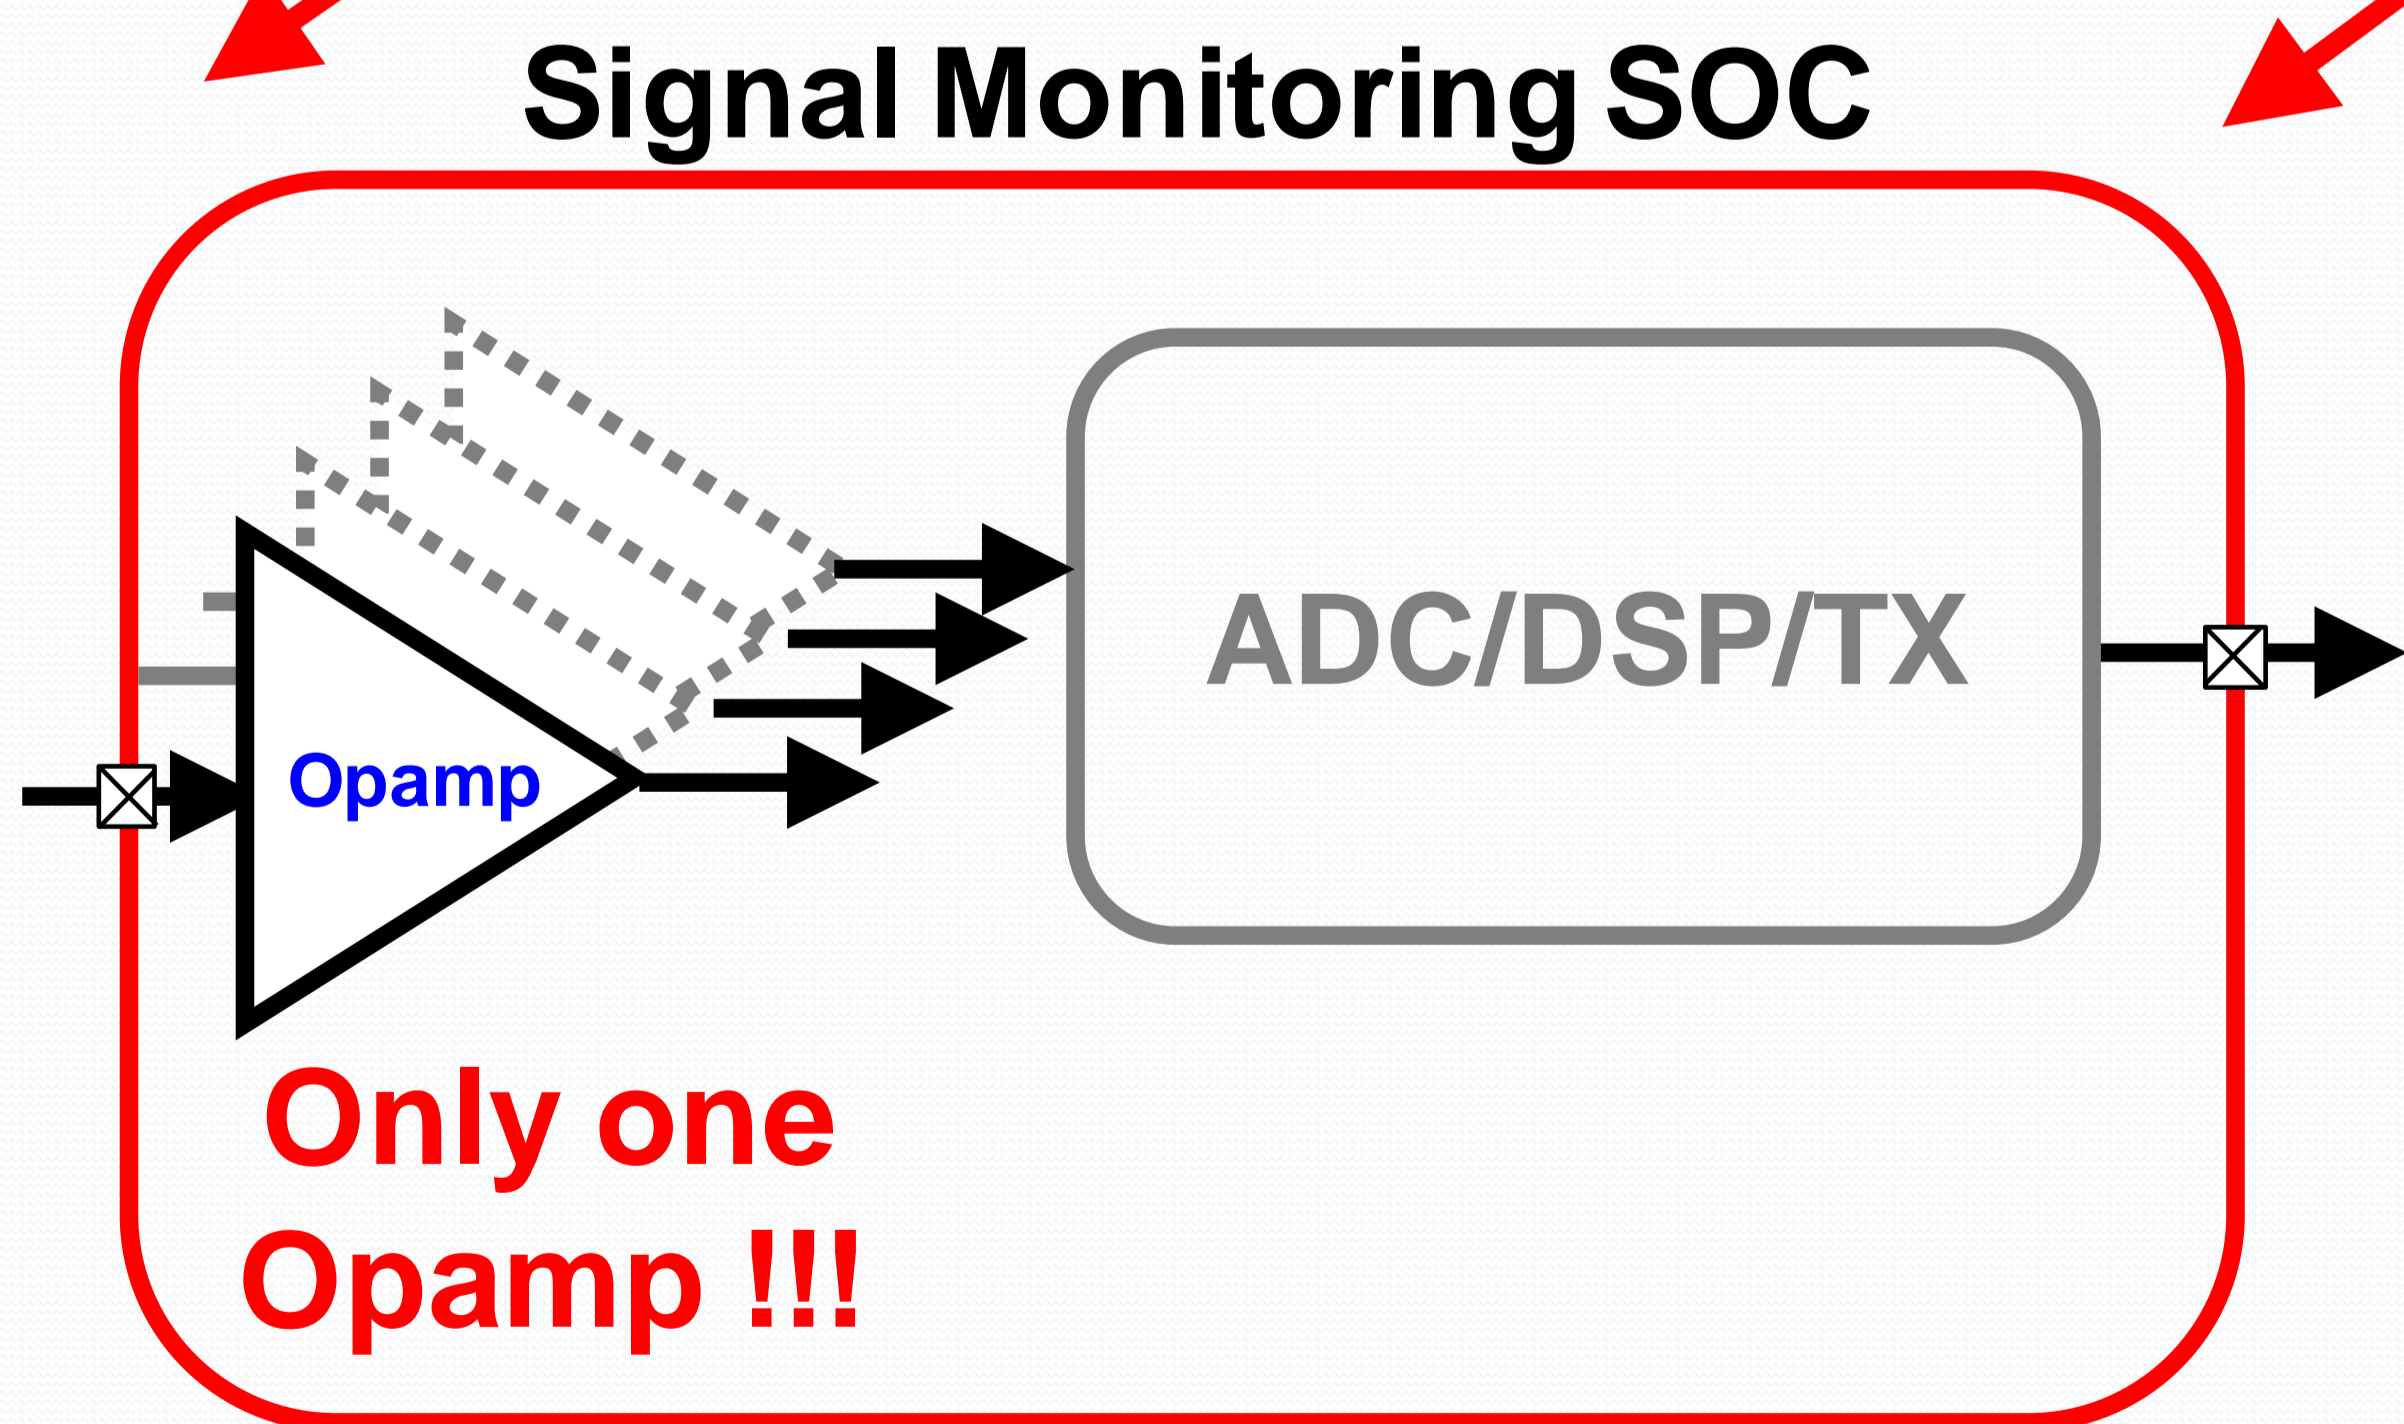 Signal Monitoring SOC
ADC/DSP/TX
Opamp
Only one
Opamp !!!